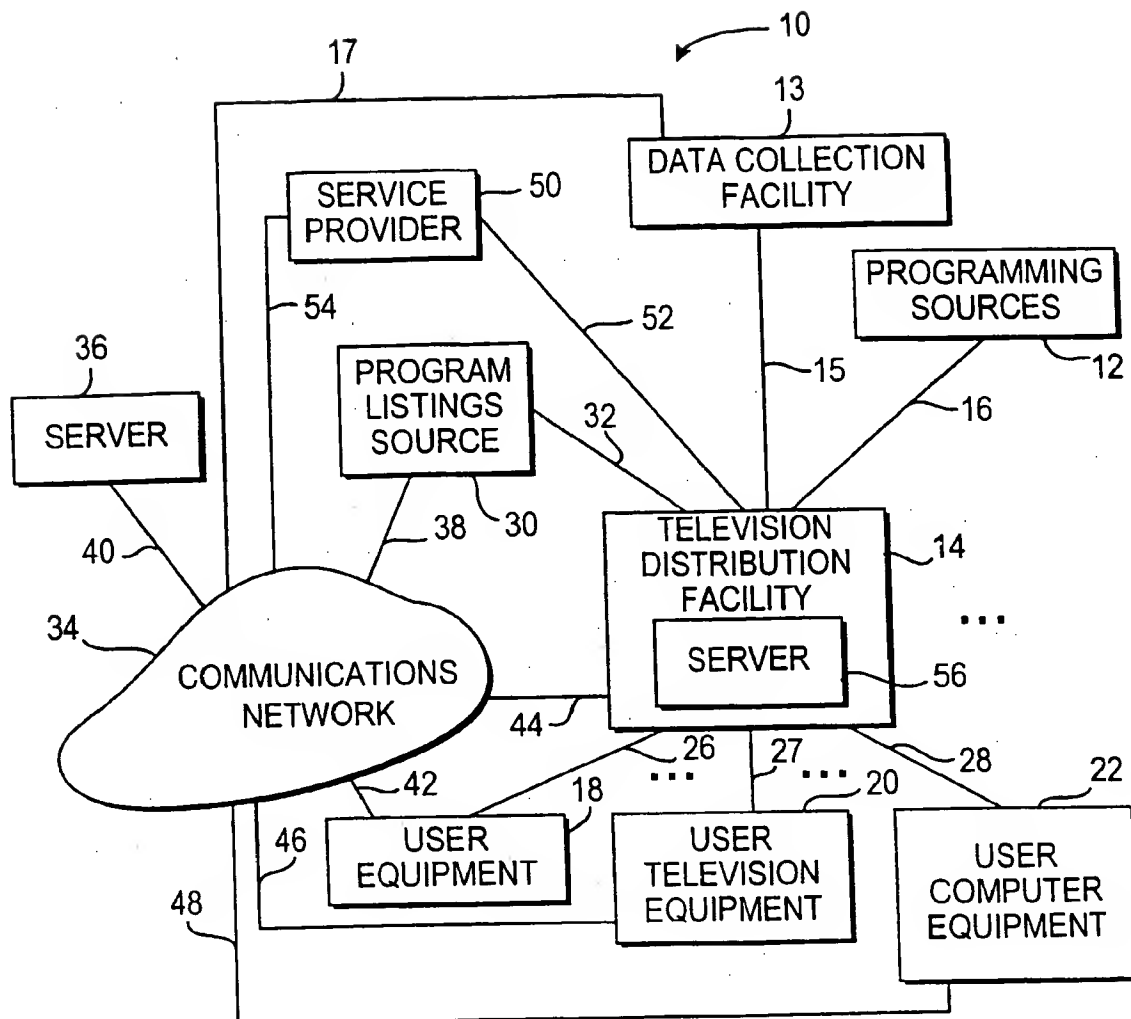 10
17
13
DATA COLLECTION
FACILITY
SERVICE
PROVIDER
50
PROGRAMMING
SOURCES
54
52
12
36
15
16
SERVER
PROGRAM
LISTINGS
SOURCE
32
30
38
40
TELEVISION
DISTRIBUTION
FACILITY
14
...
34
SERVER
56
COMMUNICATIONS
NETWORK
44
26
27
28
...
...
42
18
20
22
46
USER
EQUIPMENT
USER
TELEVISION
EQUIPMENT
USER
COMPUTER
EQUIPMENT
48